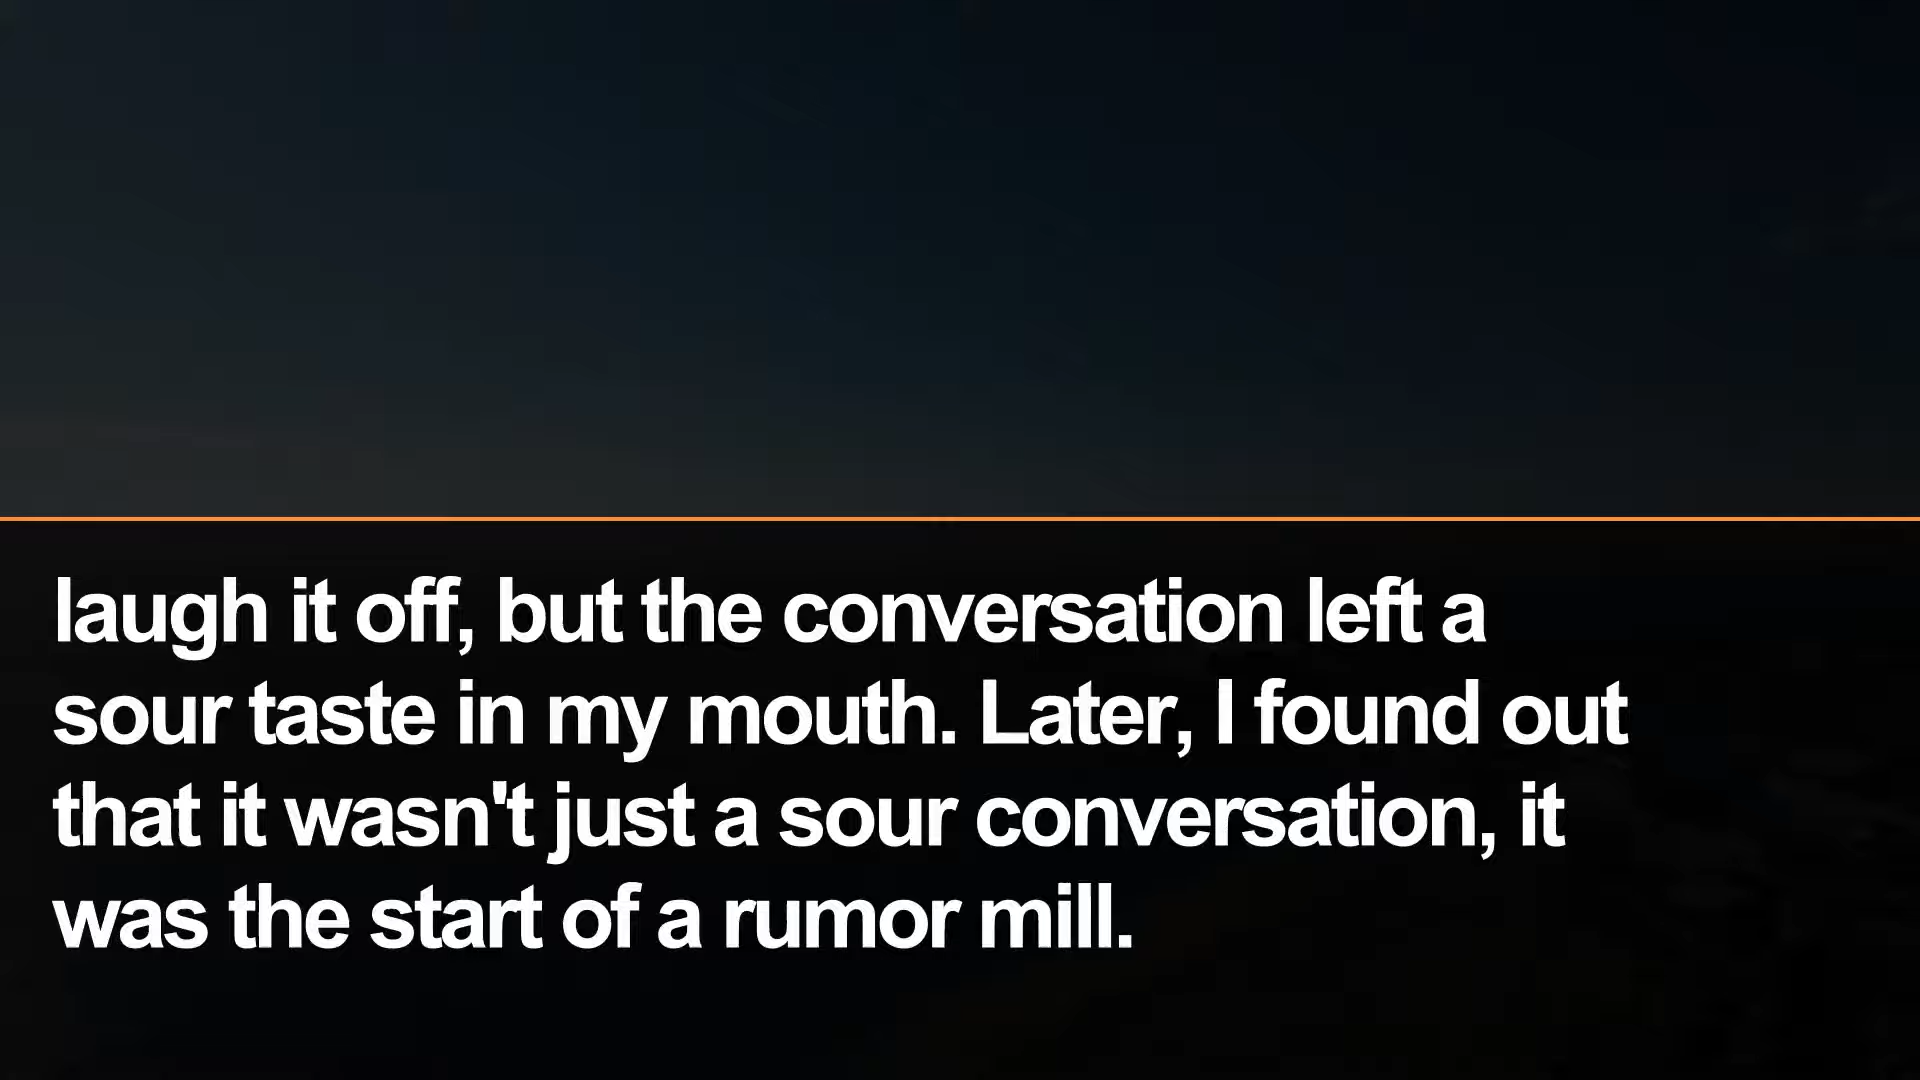 laugh it off, but the conversation left a
sour taste in my mouth. Later, I found out
that it wasn't just a sour conversation, it
was the start of a rumor mill.